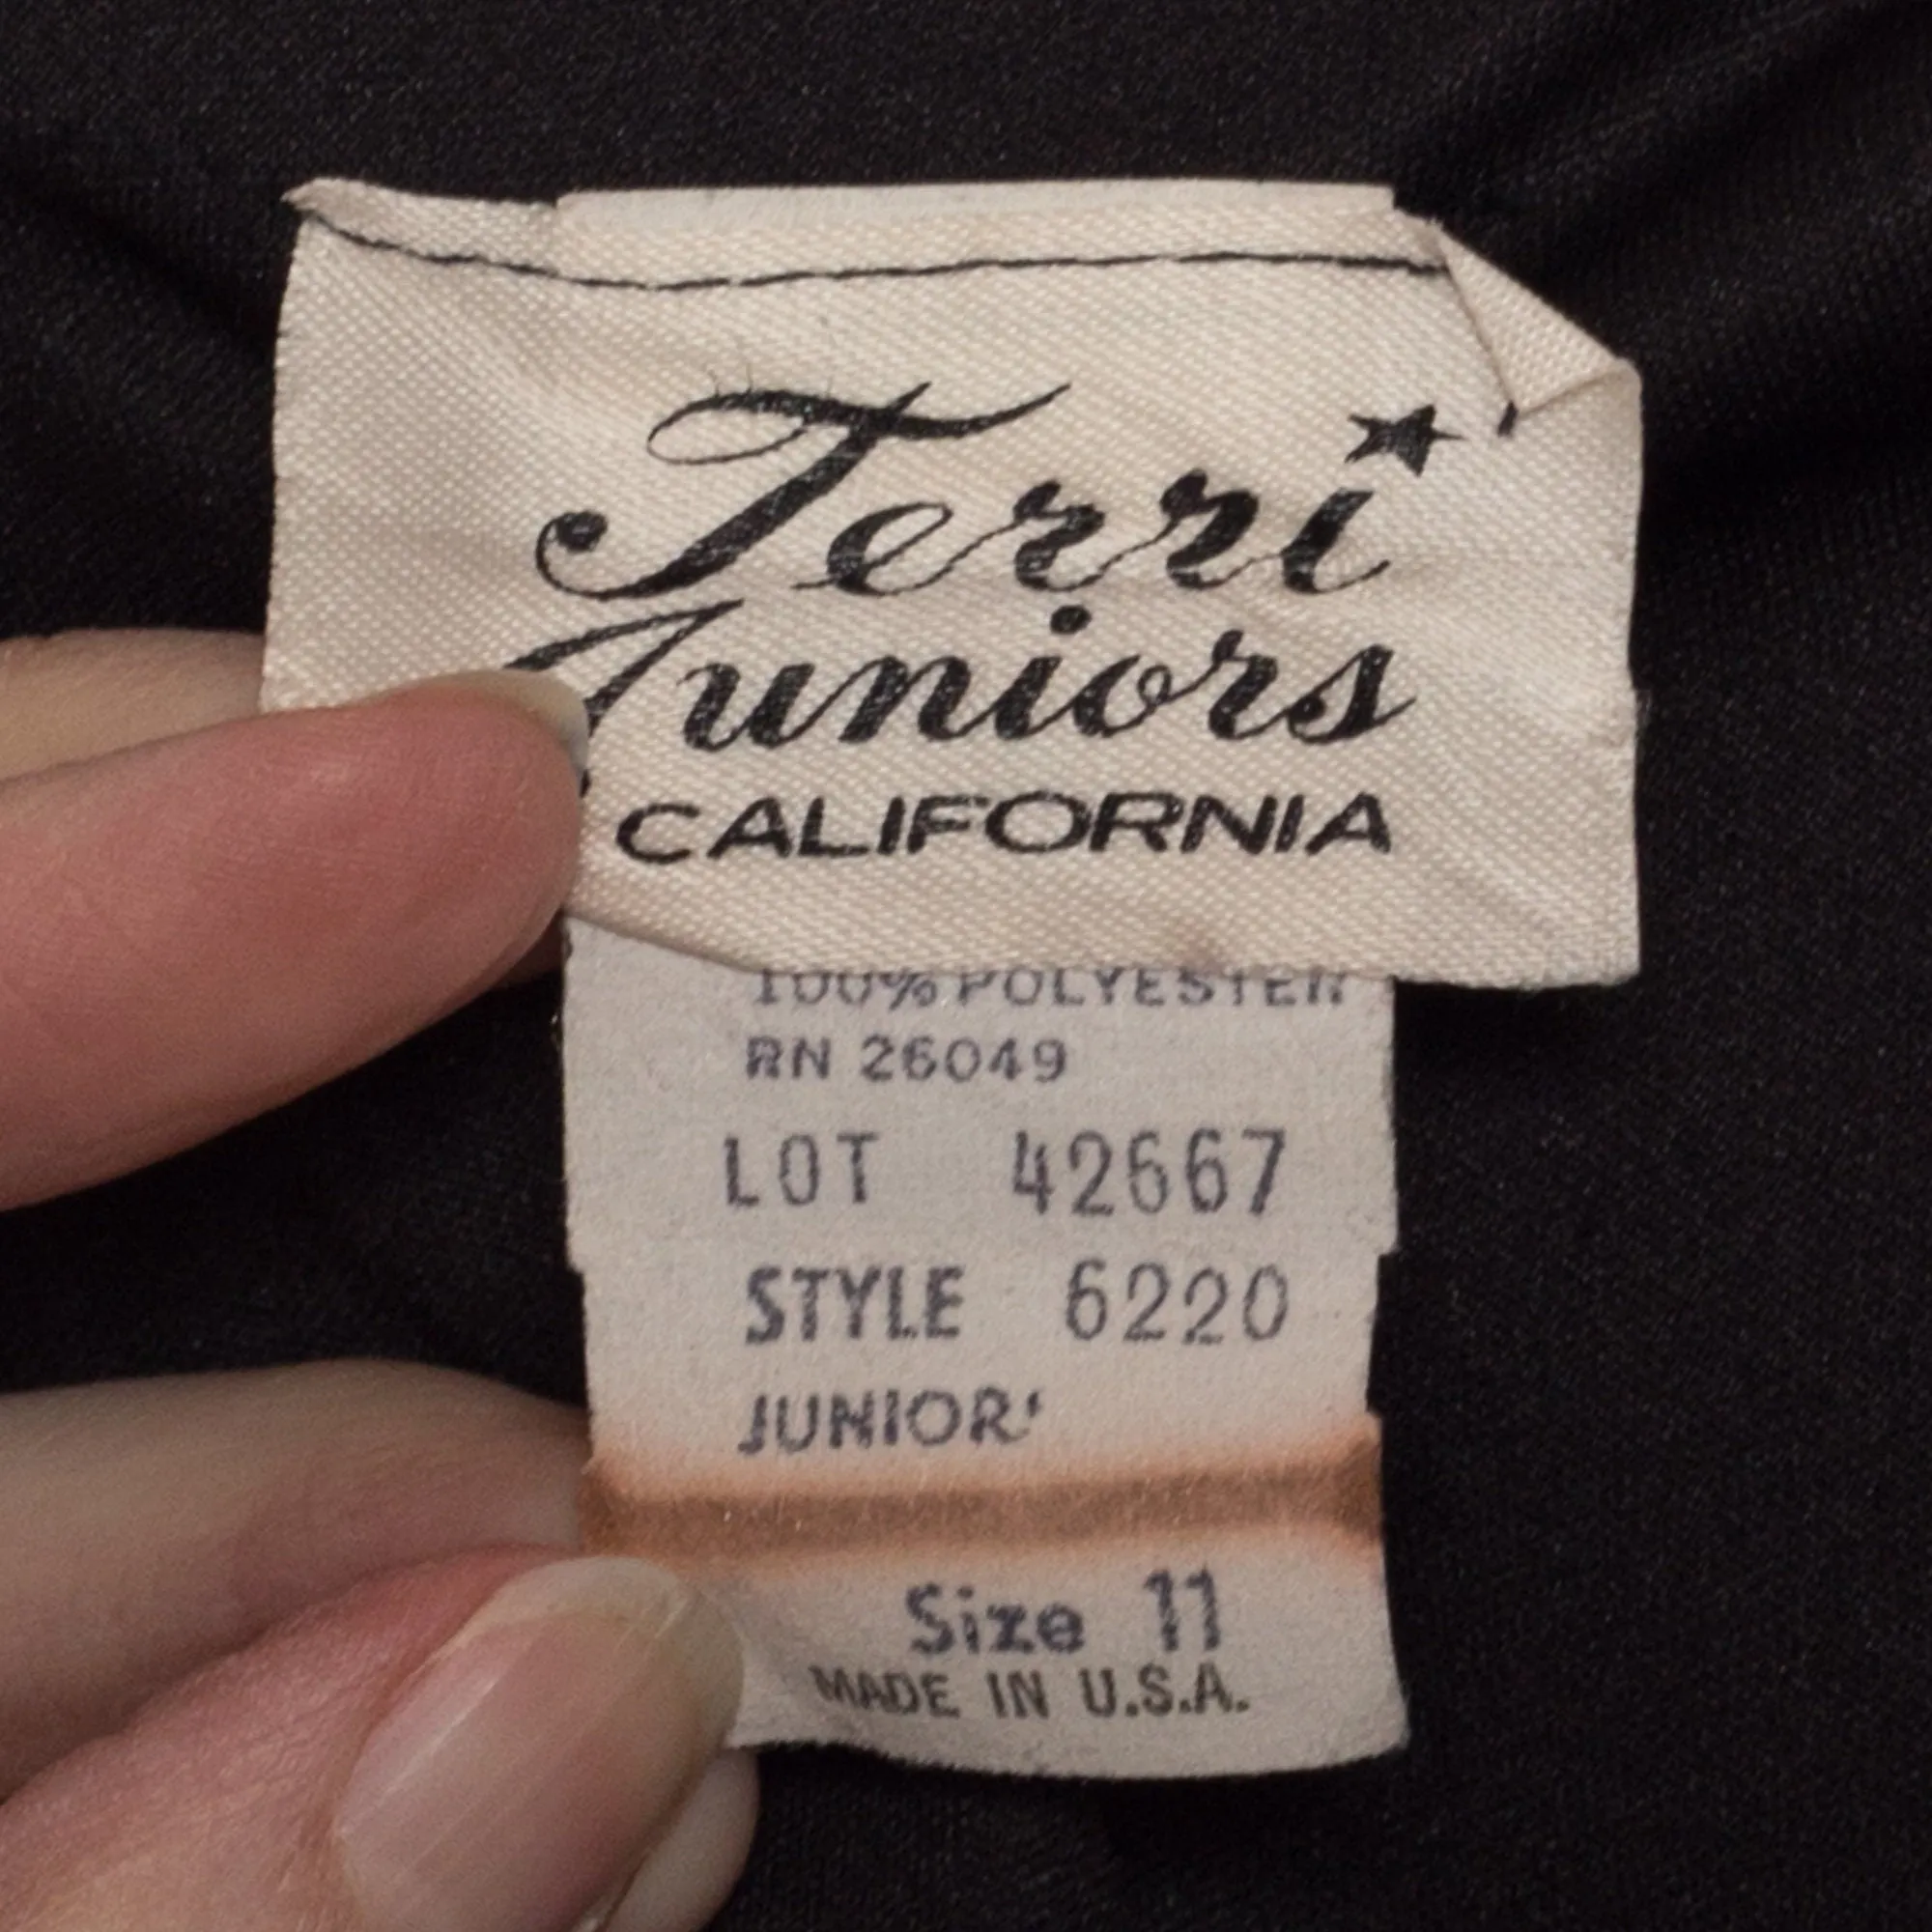 Terri
Juniors
CALIFORNIA
100% POLYESTER
RN 26049
LOT 42667
STYLE 6220
JUNIOR'
Size 11
MADE IN U.S.A.